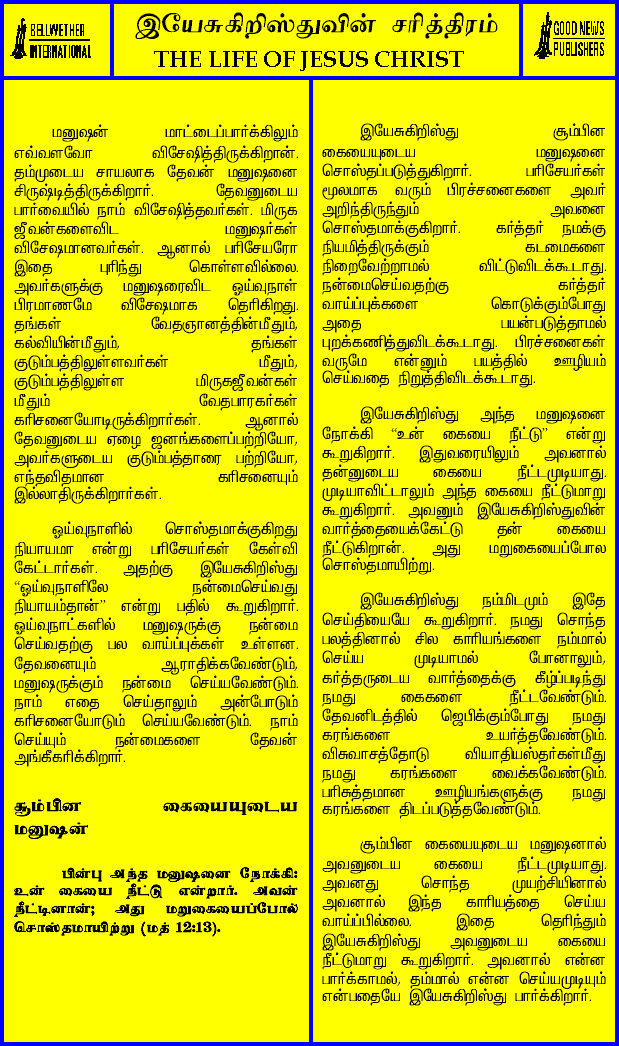 BELLWETHER
INTERNATIONAL
இயேசுகிறிஸ்துவின் சரித்திரம்
THE LIFE OF JESUS CHRIST
GOOD NEWS
PUBLISHERS
மனுஷன் மாட்டைப்பார்க்கிலும்
எவ்வளவோ விசேஷித்திருக்கிறான்.
தம்முடைய சாயலாக தேவன் மனுஷனை
சிருஷ்டித்திருக்கிறார். தேவனுடைய
பார்வையில் நாம் விசேஷித்தவர்கள். மிருக
ஜீவன்களைவிட மனுஷர்கள்
விசேஷமானவர்கள். ஆனால் பரிசேயரோ
இதை புரிந்து கொள்ளவில்லை.
அவர்களுக்கு மனுஷரைவிட ஓய்வுநாள்
பிரமாணமே விசேஷமாக தெரிகிறது.
தங்கள் வேதஞானத்தின்மீதும்,
கல்வியின்மீதும், தங்கள்
குடும்பத்திலுள்ளவர்கள் மீதும்,
குடும்பத்திலுள்ள மிருகஜீவன்கள்
மீதும் வேதபாரகர்கள்
கரிசனையோடிருக்கிறார்கள். ஆனால்
தேவனுடைய ஏழை ஜனங்களைப்பற்றியோ,
அவர்களுடைய குடும்பத்தாரை பற்றியோ,
எந்தவிதமான கரிசனையும்
இல்லாதிருக்கிறார்கள்.
ஓய்வுநாளில் சொஸ்தமாக்குகிறது
நியாயமா என்று பரிசேயர்கள் கேள்வி
கேட்டார்கள். அதற்கு இயேசுகிறிஸ்து
“ஓய்வுநாளிலே நன்மைசெய்வது
நியாயம்தான்” என்று பதில் கூறுகிறார்.
ஓய்வுநாட்களில் மனுஷருக்கு நன்மை
செய்வதற்கு பல வாய்ப்புக்கள் உள்ளன.
தேவனையும் ஆராதிக்கவேண்டும்,
மனுஷருக்கும் நன்மை செய்யவேண்டும்.
நாம் எதை செய்தாலும் அன்போடும்
கரிசனையோடும் செய்யவேண்டும். நாம்
செய்யும் நன்மைகளை தேவன்
அங்கீகரிக்கிறார்.
சூம்பின கையையுடைய
மனுஷன்
பின்பு அந்த மனுஷனை நோக்கி:
உன் கையை நீட்டு என்றார். அவன்
நீட்டினான்; அது மறுகையைப்போல்
சொஸ்தமாயிற்று (மத் 12:13).
இயேசுகிறிஸ்து சூம்பின
கையையுடைய மனுஷனை
சொஸ்தப்படுத்துகிறார். பரிசேயர்கள்
மூலமாக வரும் பிரச்சனைகளை அவர்
அறிந்திருந்தும் அவனை
சொஸ்தமாக்குகிறார். கர்த்தர் நமக்கு
நியமித்திருக்கும் கடமைகளை
நிறைவேற்றாமல் விட்டுவிடக்கூடாது.
நன்மைசெய்வதற்கு கர்த்தர்
வாய்ப்புக்களை கொடுக்கும்போது
அதை பயன்படுத்தாமல்
புறக்கணித்துவிடக்கூடாது. பிரச்சனைகள்
வருமே என்னும் பயத்தில் ஊழியம்
செய்வதை நிறுத்திவிடக்கூடாது.
இயேசுகிறிஸ்து அந்த மனுஷனை
நோக்கி “உன் கையை நீட்டு” என்று
கூறுகிறார். இதுவரையிலும் அவனால்
தன்னுடைய கையை நீட்டமுடியாது.
முடியாவிட்டாலும் அந்த கையை நீட்டுமாறு
கூறுகிறார். அவனும் இயேசுகிறிஸ்துவின்
வார்த்தையைக்கேட்டு தன் கையை
நீட்டுகிறான். அது மறுகையைப்போல
சொஸ்தமாயிற்று.
இயேசுகிறிஸ்து நம்மிடமும் இதே
செய்தியையே கூறுகிறார். நமது சொந்த
பலத்தினால் சில காரியங்களை நம்மால்
செய்ய முடியாமல் போனாலும்,
கர்த்தருடைய வார்த்தைக்கு கீழ்ப்படிந்து
நமது கைகளை நீட்டவேண்டும்.
தேவனிடத்தில் ஜெபிக்கும்போது நமது
கரங்களை உயர்த்தவேண்டும்.
விசுவாசத்தோடு வியாதியஸ்தர்கள்மீது
நமது கரங்களை வைக்கவேண்டும்.
பரிசுத்தமான ஊழியங்களுக்கு நமது
கரங்களை திடப்படுத்தவேண்டும்.
சூம்பின கையையுடைய மனுஷனால்
அவனுடைய கையை நீட்டமுடியாது.
அவனது சொந்த முயற்சியினால்
அவனால் இந்த காரியத்தை செய்ய
வாய்ப்பில்லை. இதை தெரிந்தும்
இயேசுகிறிஸ்து அவனுடைய கையை
நீட்டுமாறு கூறுகிறார். அவனால் என்ன
பார்க்காமல், தம்மால் என்ன செய்யமுடியும்
என்பதையே இயேசுகிறிஸ்து பார்க்கிறார்.